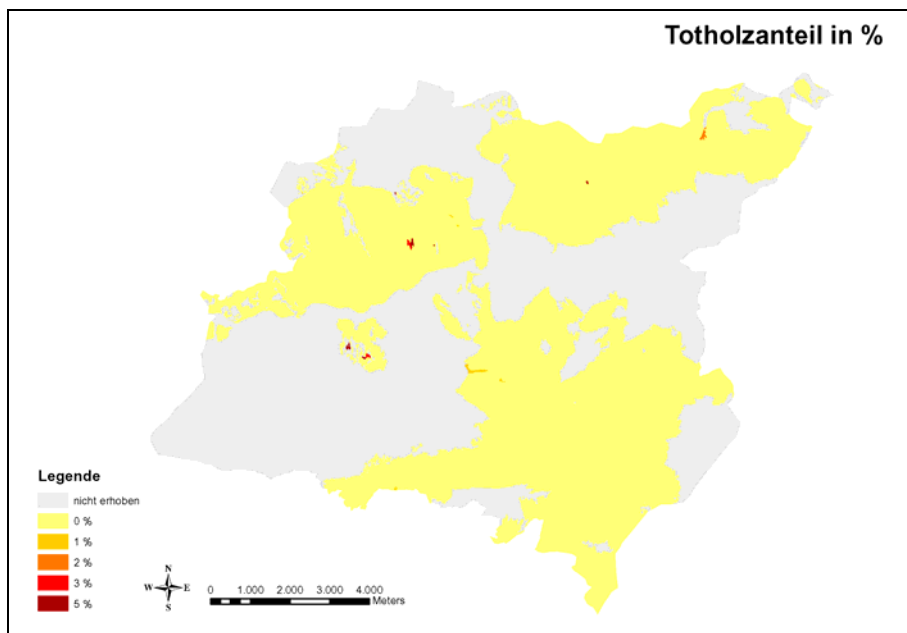 Totholzanteil in %
Legende
nicht erhoben
0 %
1 %
2 %
3 %
5 %
N
W E
S
0 1.000 2.000 3.000 4.000
Meters